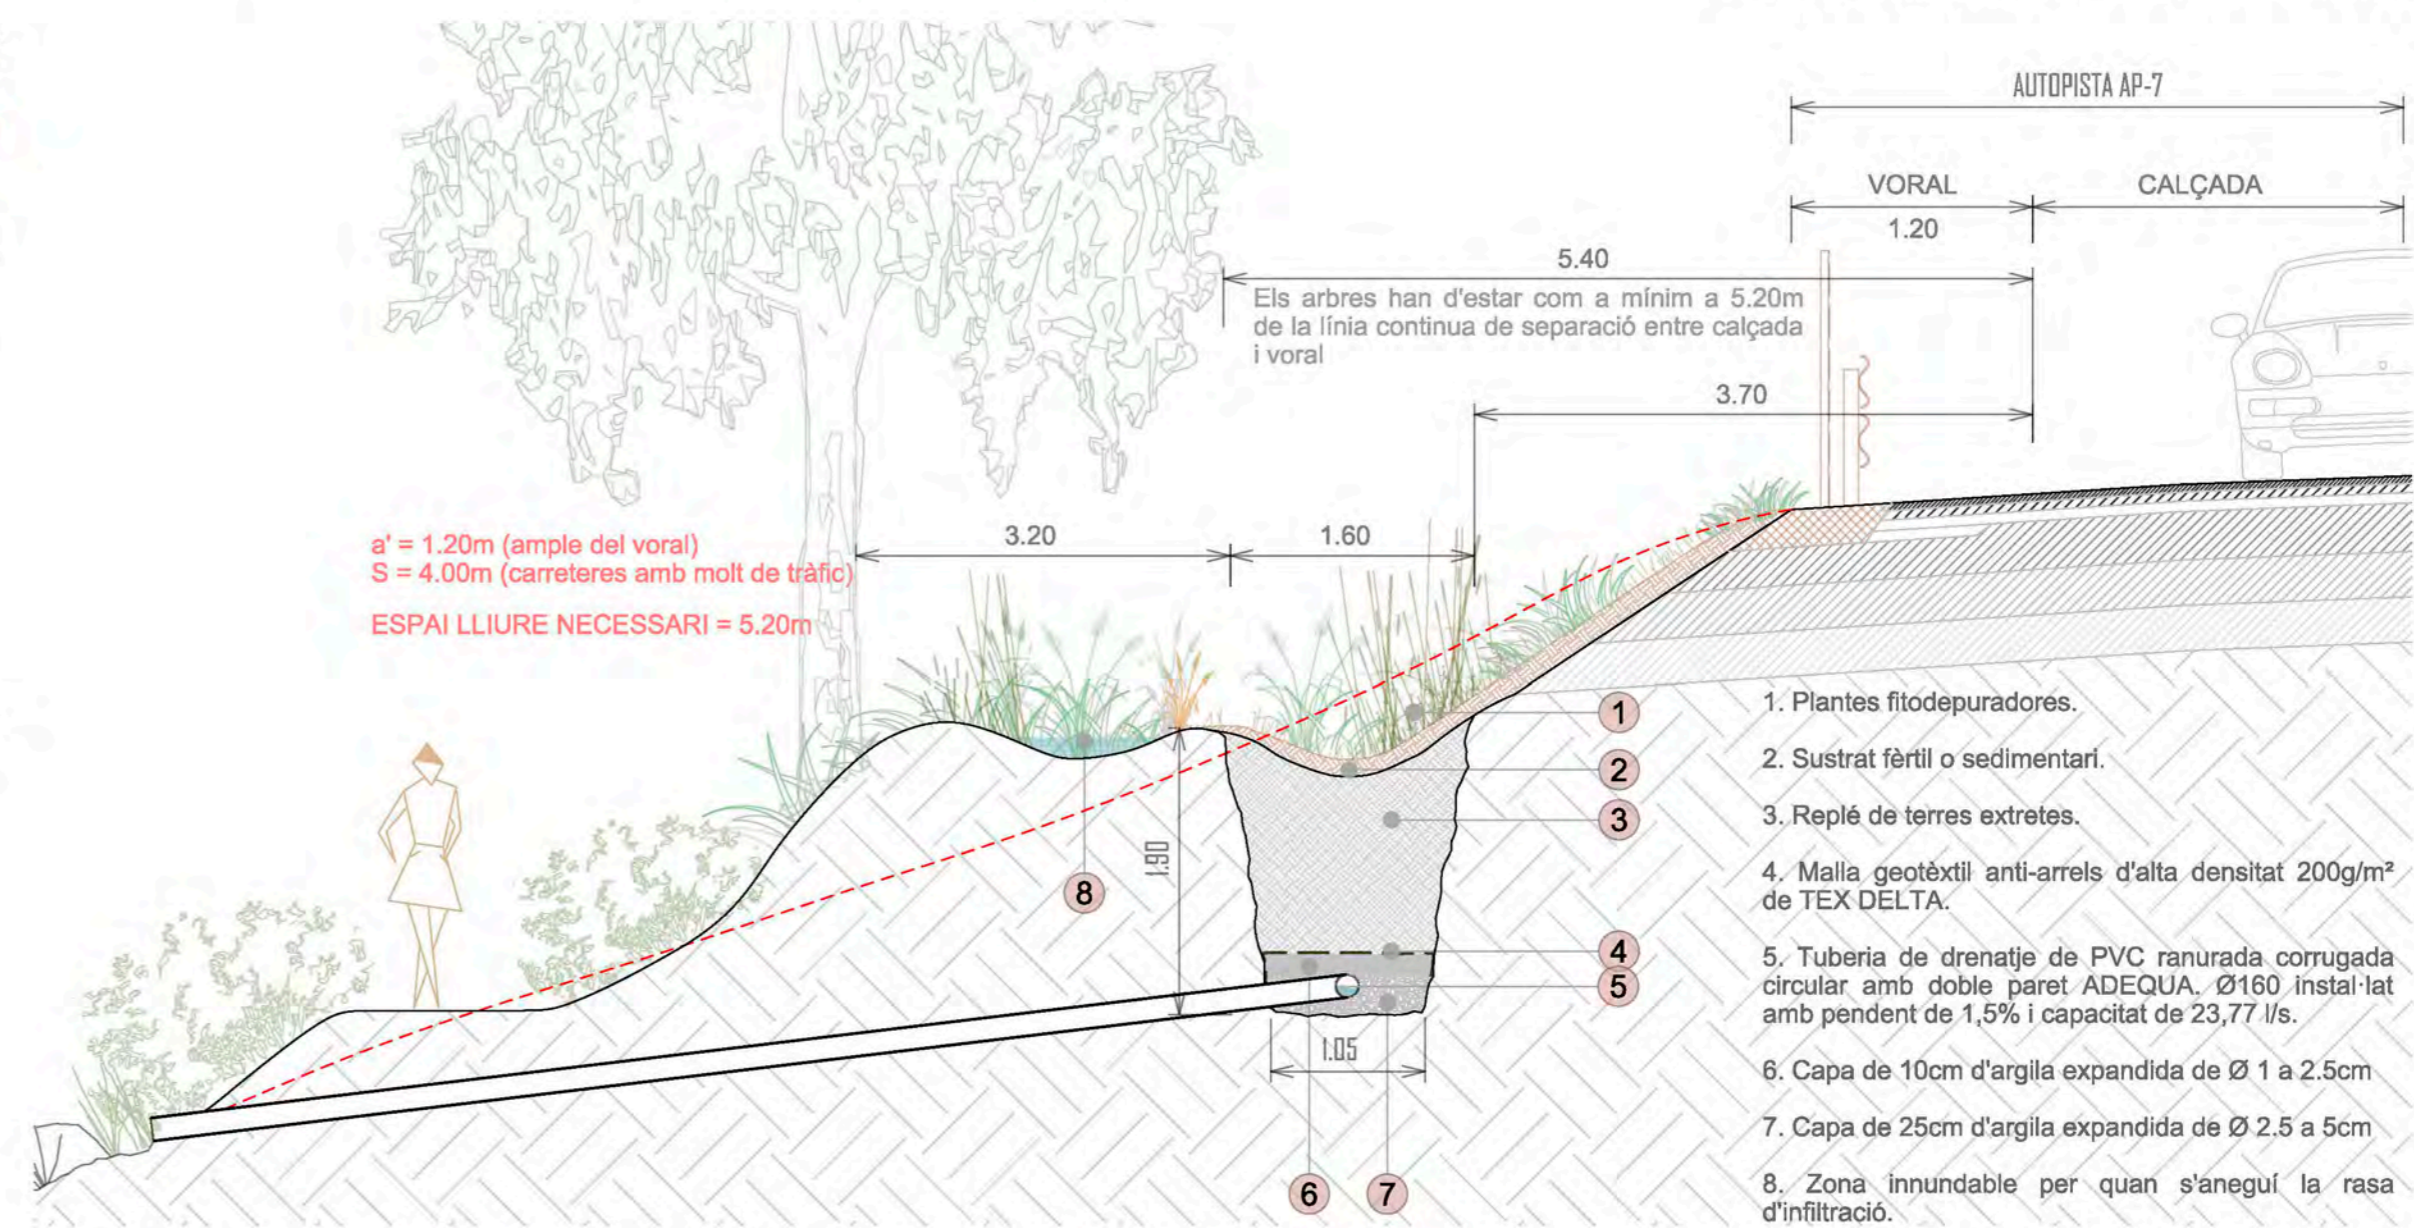 AUTOPISTA AP-7
VORAL
CALÇADA
1.20
5.40
Els arbres han d'estar com a mínim a 5.20m
de la línia continua de separació entre calçada
i voral
3.70
3.20
1.60
a' = 1.20m (ample del voral)
S = 4.00m (carreteres amb molt de tràfic)
ESPAI LLIURE NECESSARI = 5.20m
1
2
3
4
5
8
1.90
1.05
6
7
1. Plantes fitodepuradores.
2. Sustrat fèrtil o sedimentari.
3. Replé de terres extretes.
4. Malla geotèxtil anti-arrels d'alta densitat 200g/m²
de TEX DELTA.
5. Tuberia de drenatje de PVC ranurada corrugada
circular amb doble paret ADEQUA. Ø160 instal·lat
amb pendent de 1,5% i capacitat de 23,77 l/s.
6. Capa de 10cm d'argila expandida de Ø 1 a 2.5cm
7. Capa de 25cm d'argila expandida de Ø 2.5 a 5cm
8. Zona innundable per quan s'aneguí la rasa
d'infiltració.